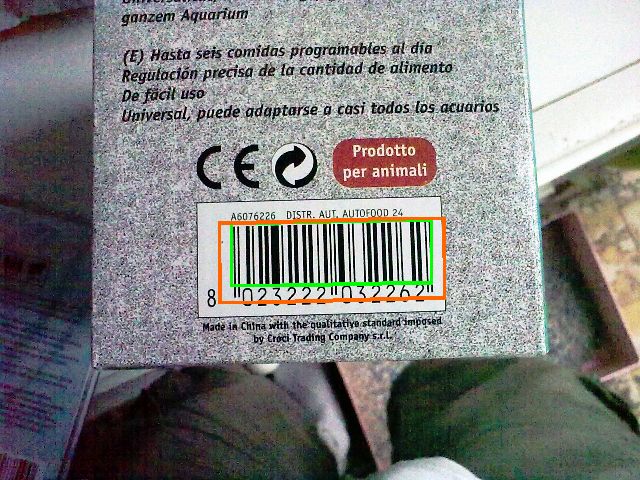 ganzem Aquarium
(E) Hasta seis comidas programables al día
Regulación precisa de la cantidad de alimento
De fácil uso
Universal, puede adaptarse a casi todos los acuarios
CE
Prodotto
per animali
A6076226 DISTR. AUT. AUTOFOOD 24
8 023222 032262
Made in China with the qualitative standard imposed
by Croci Trading Company s.r.l.